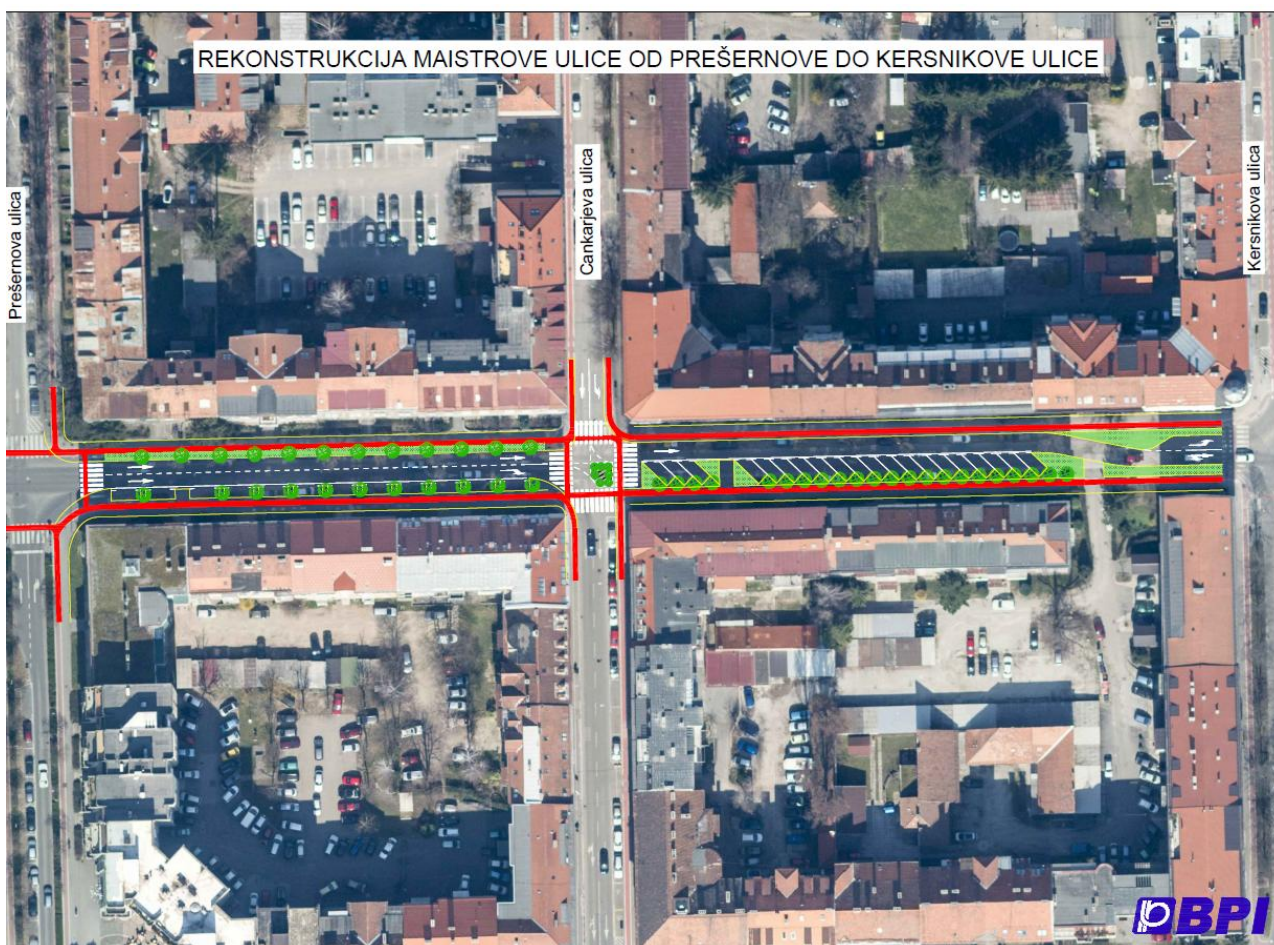 REKONSTRUKCIJA MAISTROVE ULICE OD PREŠERNOVE DO KERSNIKOVE ULICE
Prešernova ulica
Cankarjeva ulica
Kersnikova ulica
BPI